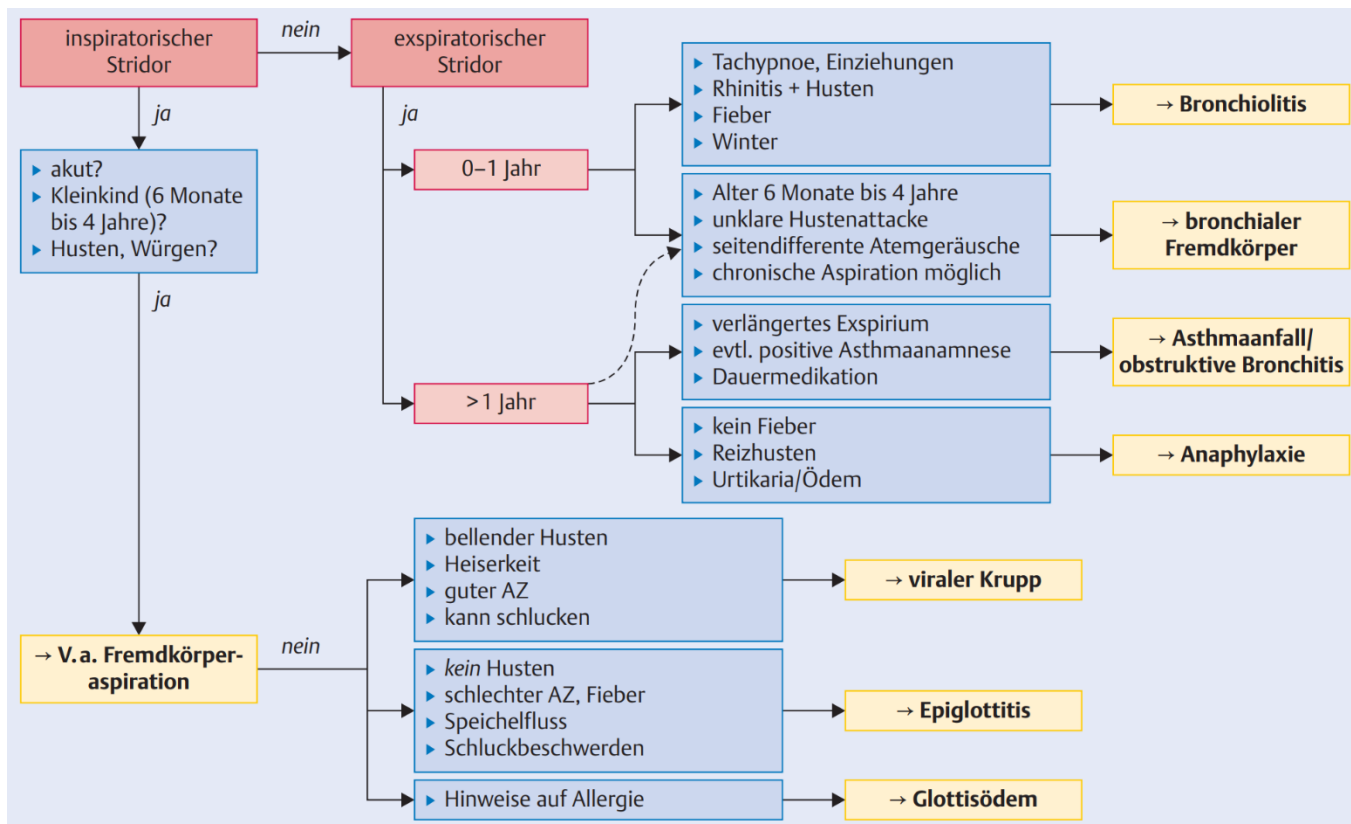 inspiratorischer
Stridor
nein
exspiratorischer
Stridor
ja
ja
▶ akut?
▶ Kleinkind (6 Monate
bis 4 Jahre)?
▶ Husten, Würgen?
ja
0–1 Jahr
▶ Tachypnoe, Einziehungen
▶ Rhinitis + Husten
▶ Fieber
▶ Winter
→ Bronchiolitis
▶ Alter 6 Monate bis 4 Jahre
▶ unklare Hustenattacke
▶ seitendifferente Atemgeräusche
▶ chronische Aspiration möglich
→ bronchialer
Fremdkörper
>1 Jahr
▶ verlängertes Exspirium
▶ evtl. positive Asthmaanamnese
▶ Dauermedikation
→ Asthmaanfall/
obstruktive Bronchitis
▶ kein Fieber
▶ Reizhusten
▶ Urtikaria/Ödem
→ Anaphylaxie
→ V.a. Fremdkörper-
aspiration
nein
▶ bellender Husten
▶ Heiserkeit
▶ guter AZ
▶ kann schlucken
→ viraler Krupp
▶ kein Husten
▶ schlechter AZ, Fieber
▶ Speichelfluss
▶ Schluckbeschwerden
→ Epiglottitis
▶ Hinweise auf Allergie
→ Glottisödem